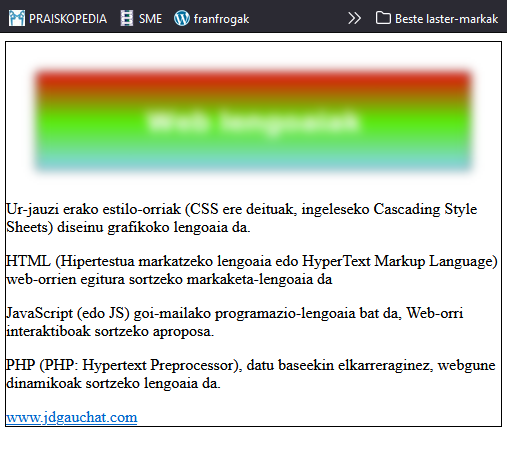 PRAISKOPEDIA SME franfrogak Beste laster-markak
Web lengoaiak
Ur-jauzi erako estilo-orriak (CSS ere deituak, ingeleseko Cascading Style
Sheets) diseinu grafikoko lengoaia da.
HTML (Hipertestua markatzeko lengoaia edo HyperText Markup Language)
web-orrien egitura sortzeko markaketa-lengoaia da
JavaScript (edo JS) goi-mailako programazio-lengoaia bat da, Web-orri
interaktiboak sortzeko aproposa.
PHP (PHP: Hypertext Preprocessor), datu baseekin elkarreraginez, webgune
dinamikoak sortzeko lengoaia da.
www.jdgauchat.com